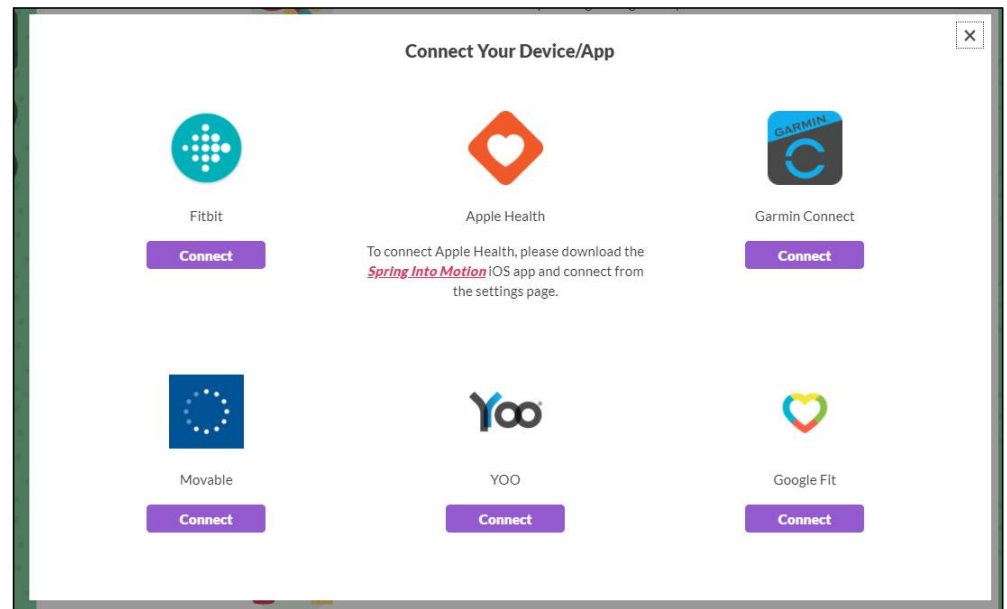 Connect Your Device/App
×
GARMIN
Fitbit
Apple Health
Garmin Connect
Connect
To connect Apple Health, please download the
Spring Into Motion iOS app and connect from
the settings page.
Connect
YOO
Movable
YOO
Google Fit
Connect
Connect
Connect